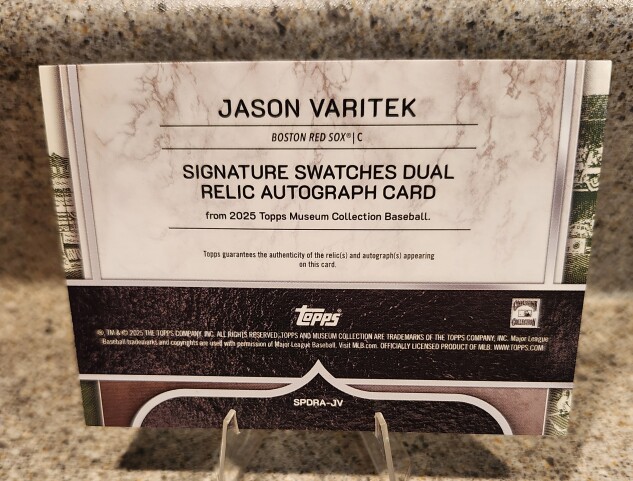 JASON VARITEK
BOSTON RED SOX® | C
SIGNATURE SWATCHES DUAL
RELIC AUTOGRAPH CARD
from 2025 Topps Museum Collection Baseball.
Topps guarantees the authenticity of the relic(s) and autograph(s) appearing
on this card.
topps
COOPERSTOWN
COLLECTION
®, TM & © 2025 THE TOPPS COMPANY, INC. ALL RIGHTS RESERVED. TOPPS AND MUSEUM COLLECTION ARE TRADEMARKS OF THE TOPPS COMPANY, INC. Major League
Baseball trademarks and copyrights are used with permission of Major League Baseball. Visit MLB.com. OFFICIALLY LICENSED PRODUCT OF MLB. WWW.TOPPS.COM
SPDRA-JV